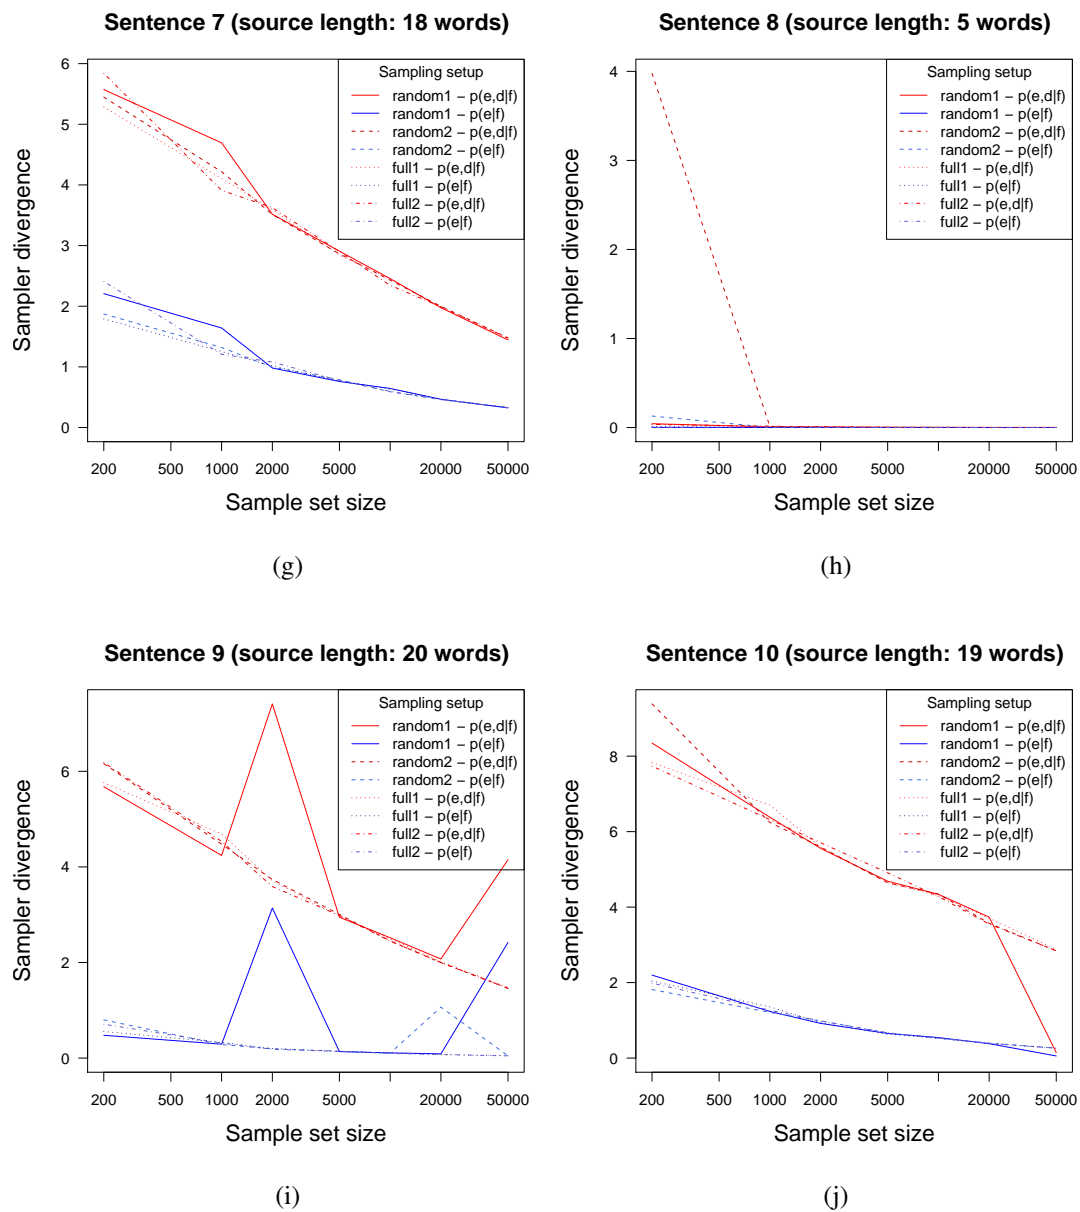 Sentence 7 (source length: 18 words)
Sampler divergence
6
5
4
3
2
1
0
Sampling setup
random1 − p(e,d|f)
random1 − p(e|f)
random2 − p(e,d|f)
random2 − p(e|f)
full1 − p(e,d|f)
full1 − p(e|f)
full2 − p(e,d|f)
full2 − p(e|f)
200 500 1000 2000 5000 20000 50000
Sample set size
(g)
Sentence 8 (source length: 5 words)
Sampler divergence
4
3
2
1
0
Sampling setup
random1 − p(e,d|f)
random1 − p(e|f)
random2 − p(e,d|f)
random2 − p(e|f)
full1 − p(e,d|f)
full1 − p(e|f)
full2 − p(e,d|f)
full2 − p(e|f)
200 500 1000 2000 5000 20000 50000
Sample set size
(h)
Sentence 9 (source length: 20 words)
Sampler divergence
6
4
2
0
Sampling setup
random1 − p(e,d|f)
random1 − p(e|f)
random2 − p(e,d|f)
random2 − p(e|f)
full1 − p(e,d|f)
full1 − p(e|f)
full2 − p(e,d|f)
full2 − p(e|f)
200 500 1000 2000 5000 20000 50000
Sample set size
(i)
Sentence 10 (source length: 19 words)
Sampler divergence
8
6
4
2
0
Sampling setup
random1 − p(e,d|f)
random1 − p(e|f)
random2 − p(e,d|f)
random2 − p(e|f)
full1 − p(e,d|f)
full1 − p(e|f)
full2 − p(e,d|f)
full2 − p(e|f)
200 500 1000 2000 5000 20000 50000
Sample set size
(j)